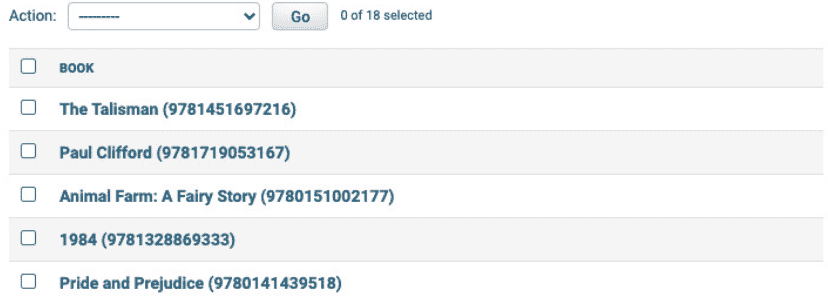 Action: --------- Go 0 of 18 selected
BOOK
The Talisman (9781451697216)
Paul Clifford (9781719053167)
Animal Farm: A Fairy Story (9780151002177)
1984 (9781328869333)
Pride and Prejudice (9780141439518)